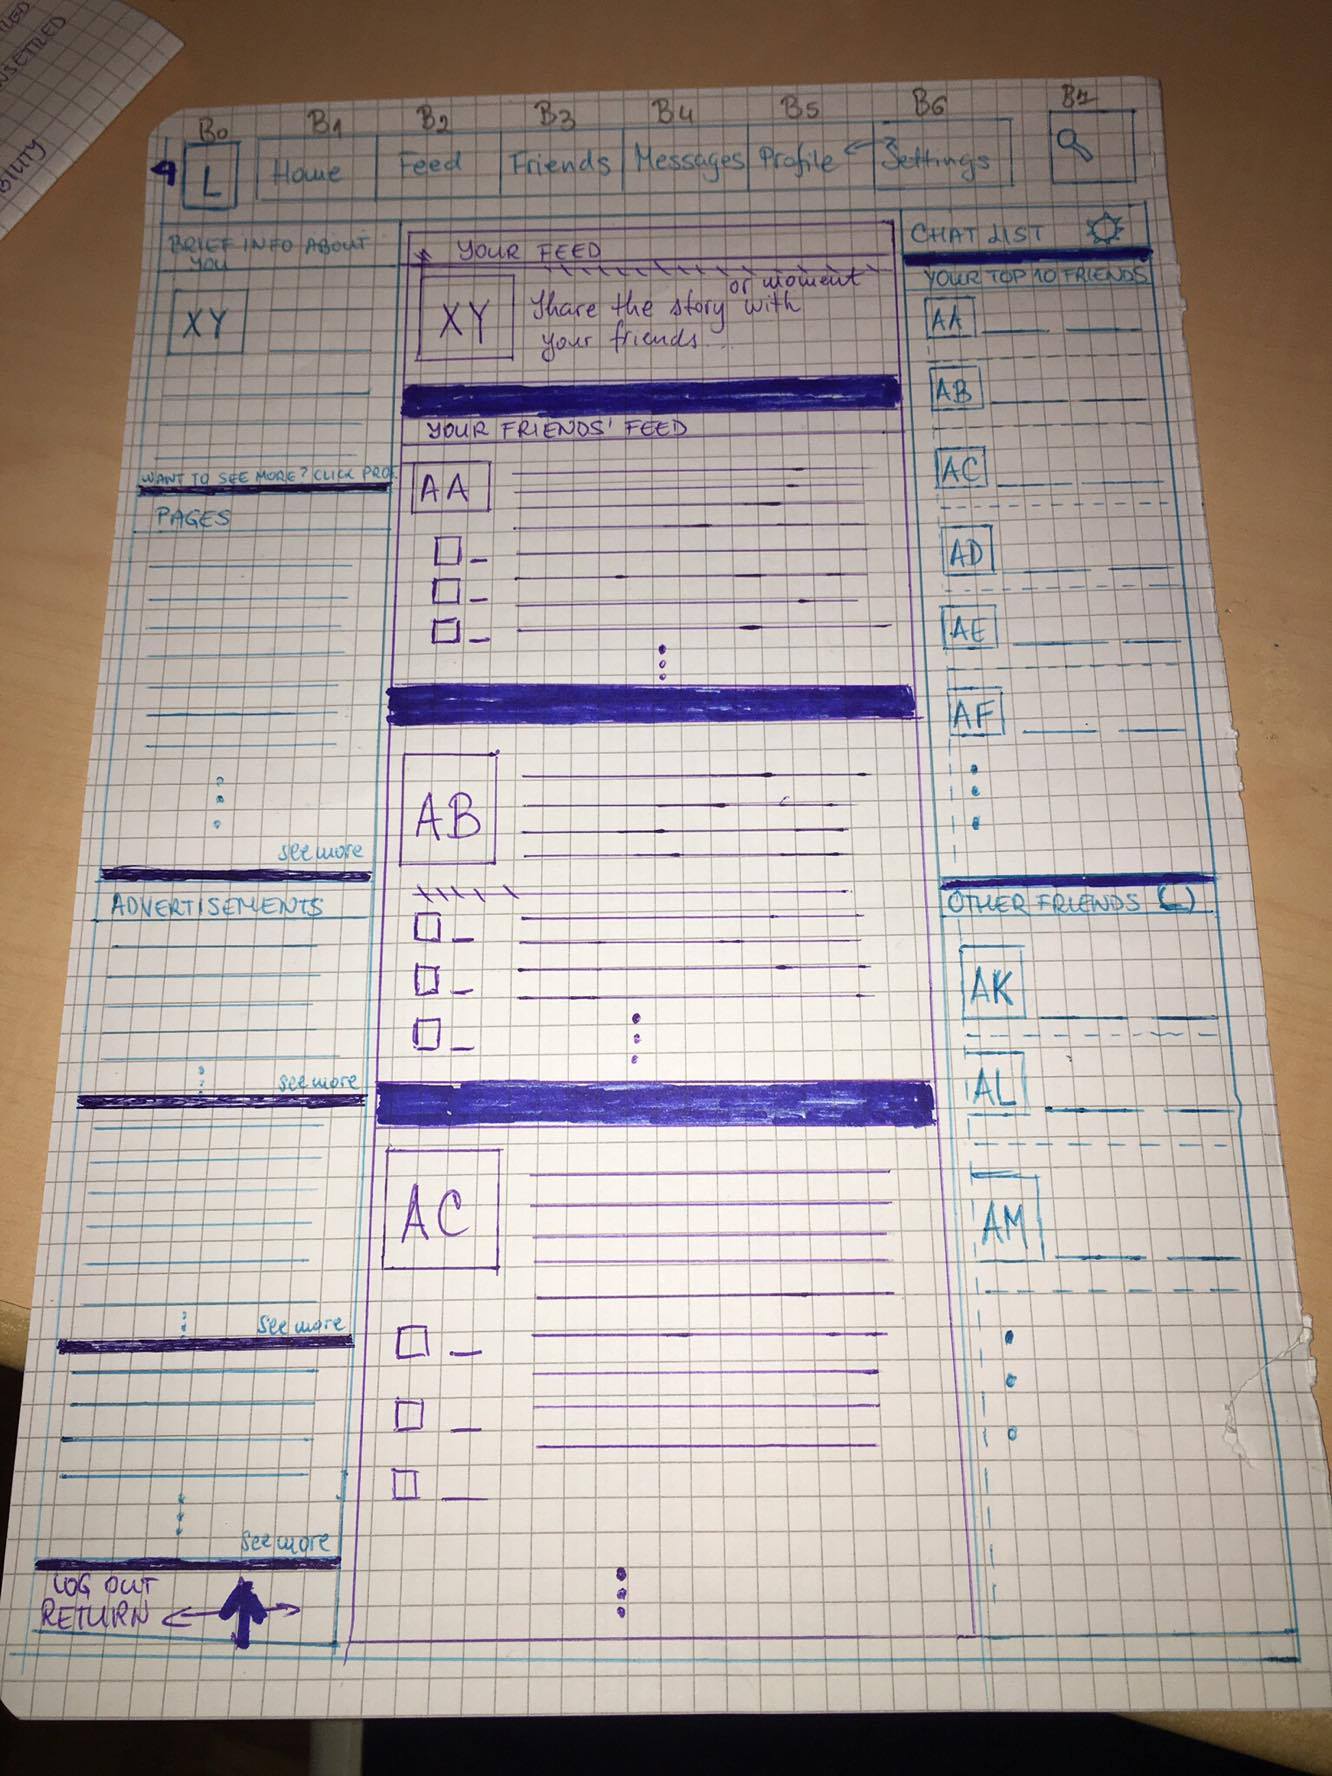 B0 B1 B2 B3 B4 B5 B6 B7
L Home Feed Friends Messages Profile Settings
BRIEF INFO ABOUT
YOU
XY
WANT TO SEE MORE? CLICK PROF.
PAGES
see more
ADVERTISEMENTS
see more
see more
see more
LOG OUT
RETURN
YOUR FEED
XY
or moment
Share the story with
your friends...
YOUR FRIENDS' FEED
AA
AB
AC
CHAT LIST
YOUR TOP 10 FRIENDS
AA
AB
AC
AD
AE
AF
OTHER FRIENDS
AK
AL
AM